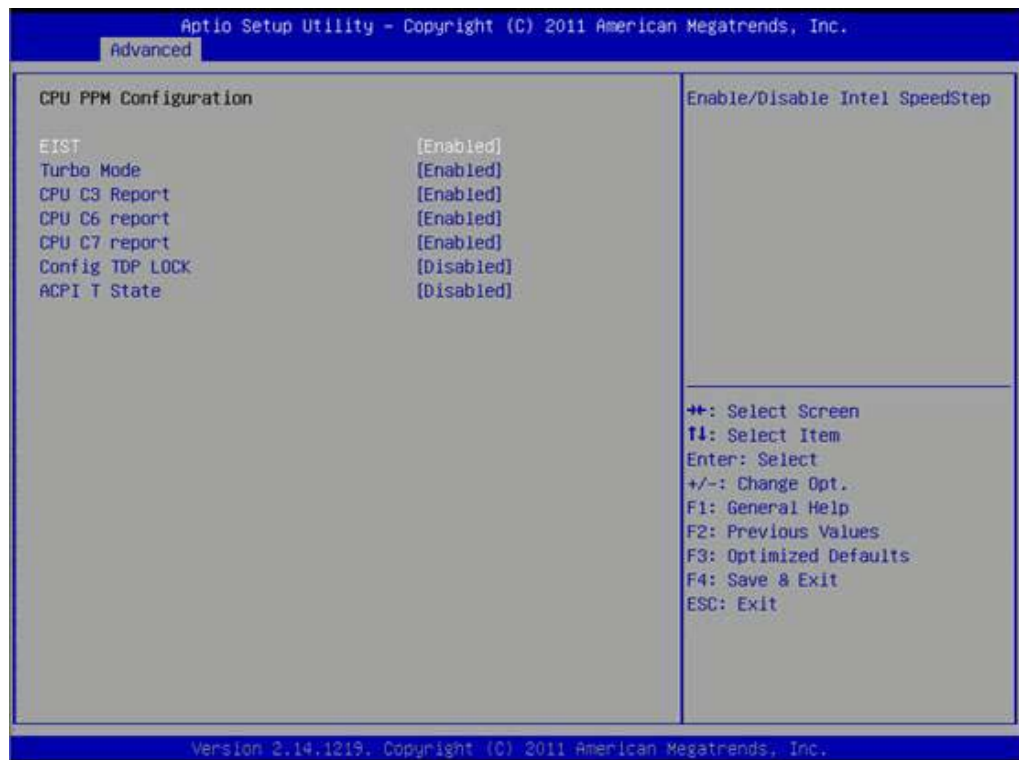 Aptio Setup Utility – Copyright (C) 2011 American Megatrends, Inc.
Advanced
CPU PPM Configuration
EIST [Enabled]
Turbo Mode [Enabled]
CPU C3 Report [Enabled]
CPU C6 report [Enabled]
CPU C7 report [Enabled]
Config TDP LOCK [Disabled]
ACPI T State [Disabled]
Enable/Disable Intel SpeedStep
→←: Select Screen
↑↓: Select Item
Enter: Select
+/-: Change Opt.
F1: General Help
F2: Previous Values
F3: Optimized Defaults
F4: Save & Exit
ESC: Exit
Version 2.14.1219. Copyright (C) 2011 American Megatrends, Inc.